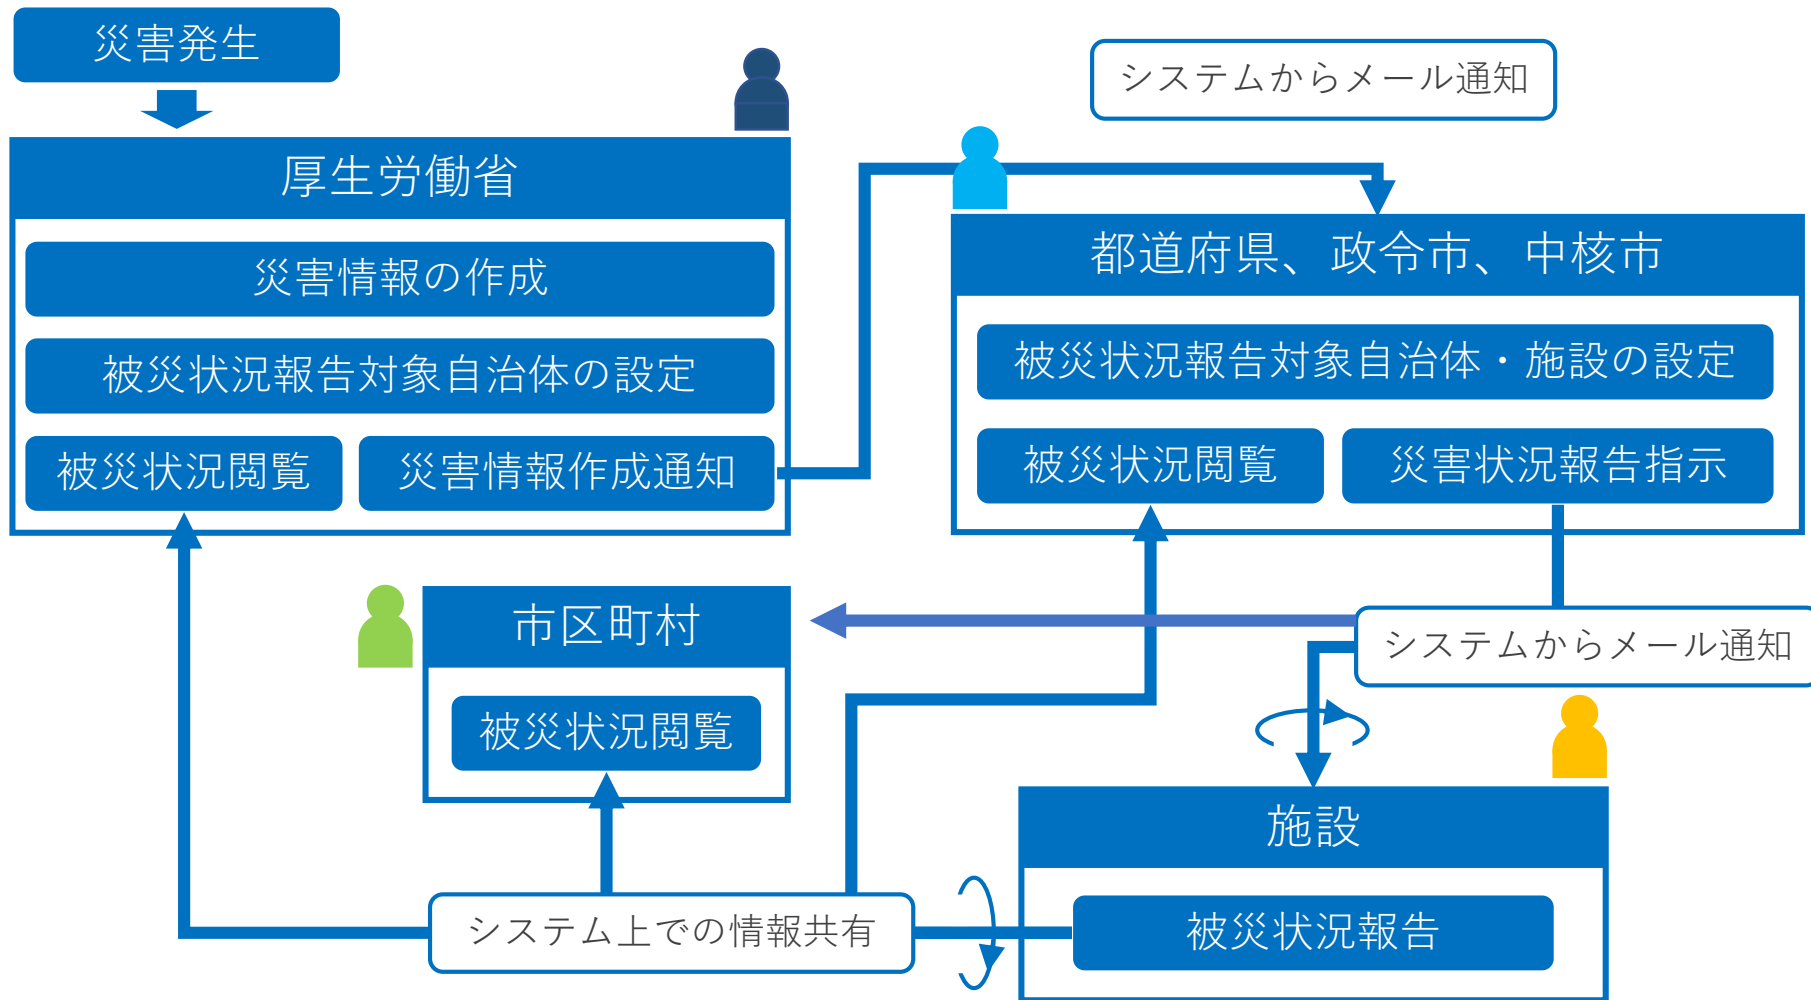 災害発生
システムからメール通知
厚生労働省
災害情報の作成
被災状況報告対象自治体の設定
被災状況閲覧
災害情報作成通知
都道府県、政令市、中核市
被災状況報告対象自治体・施設の設定
被災状況閲覧
災害状況報告指示
市区町村
被災状況閲覧
システムからメール通知
施設
被災状況報告
システム上での情報共有